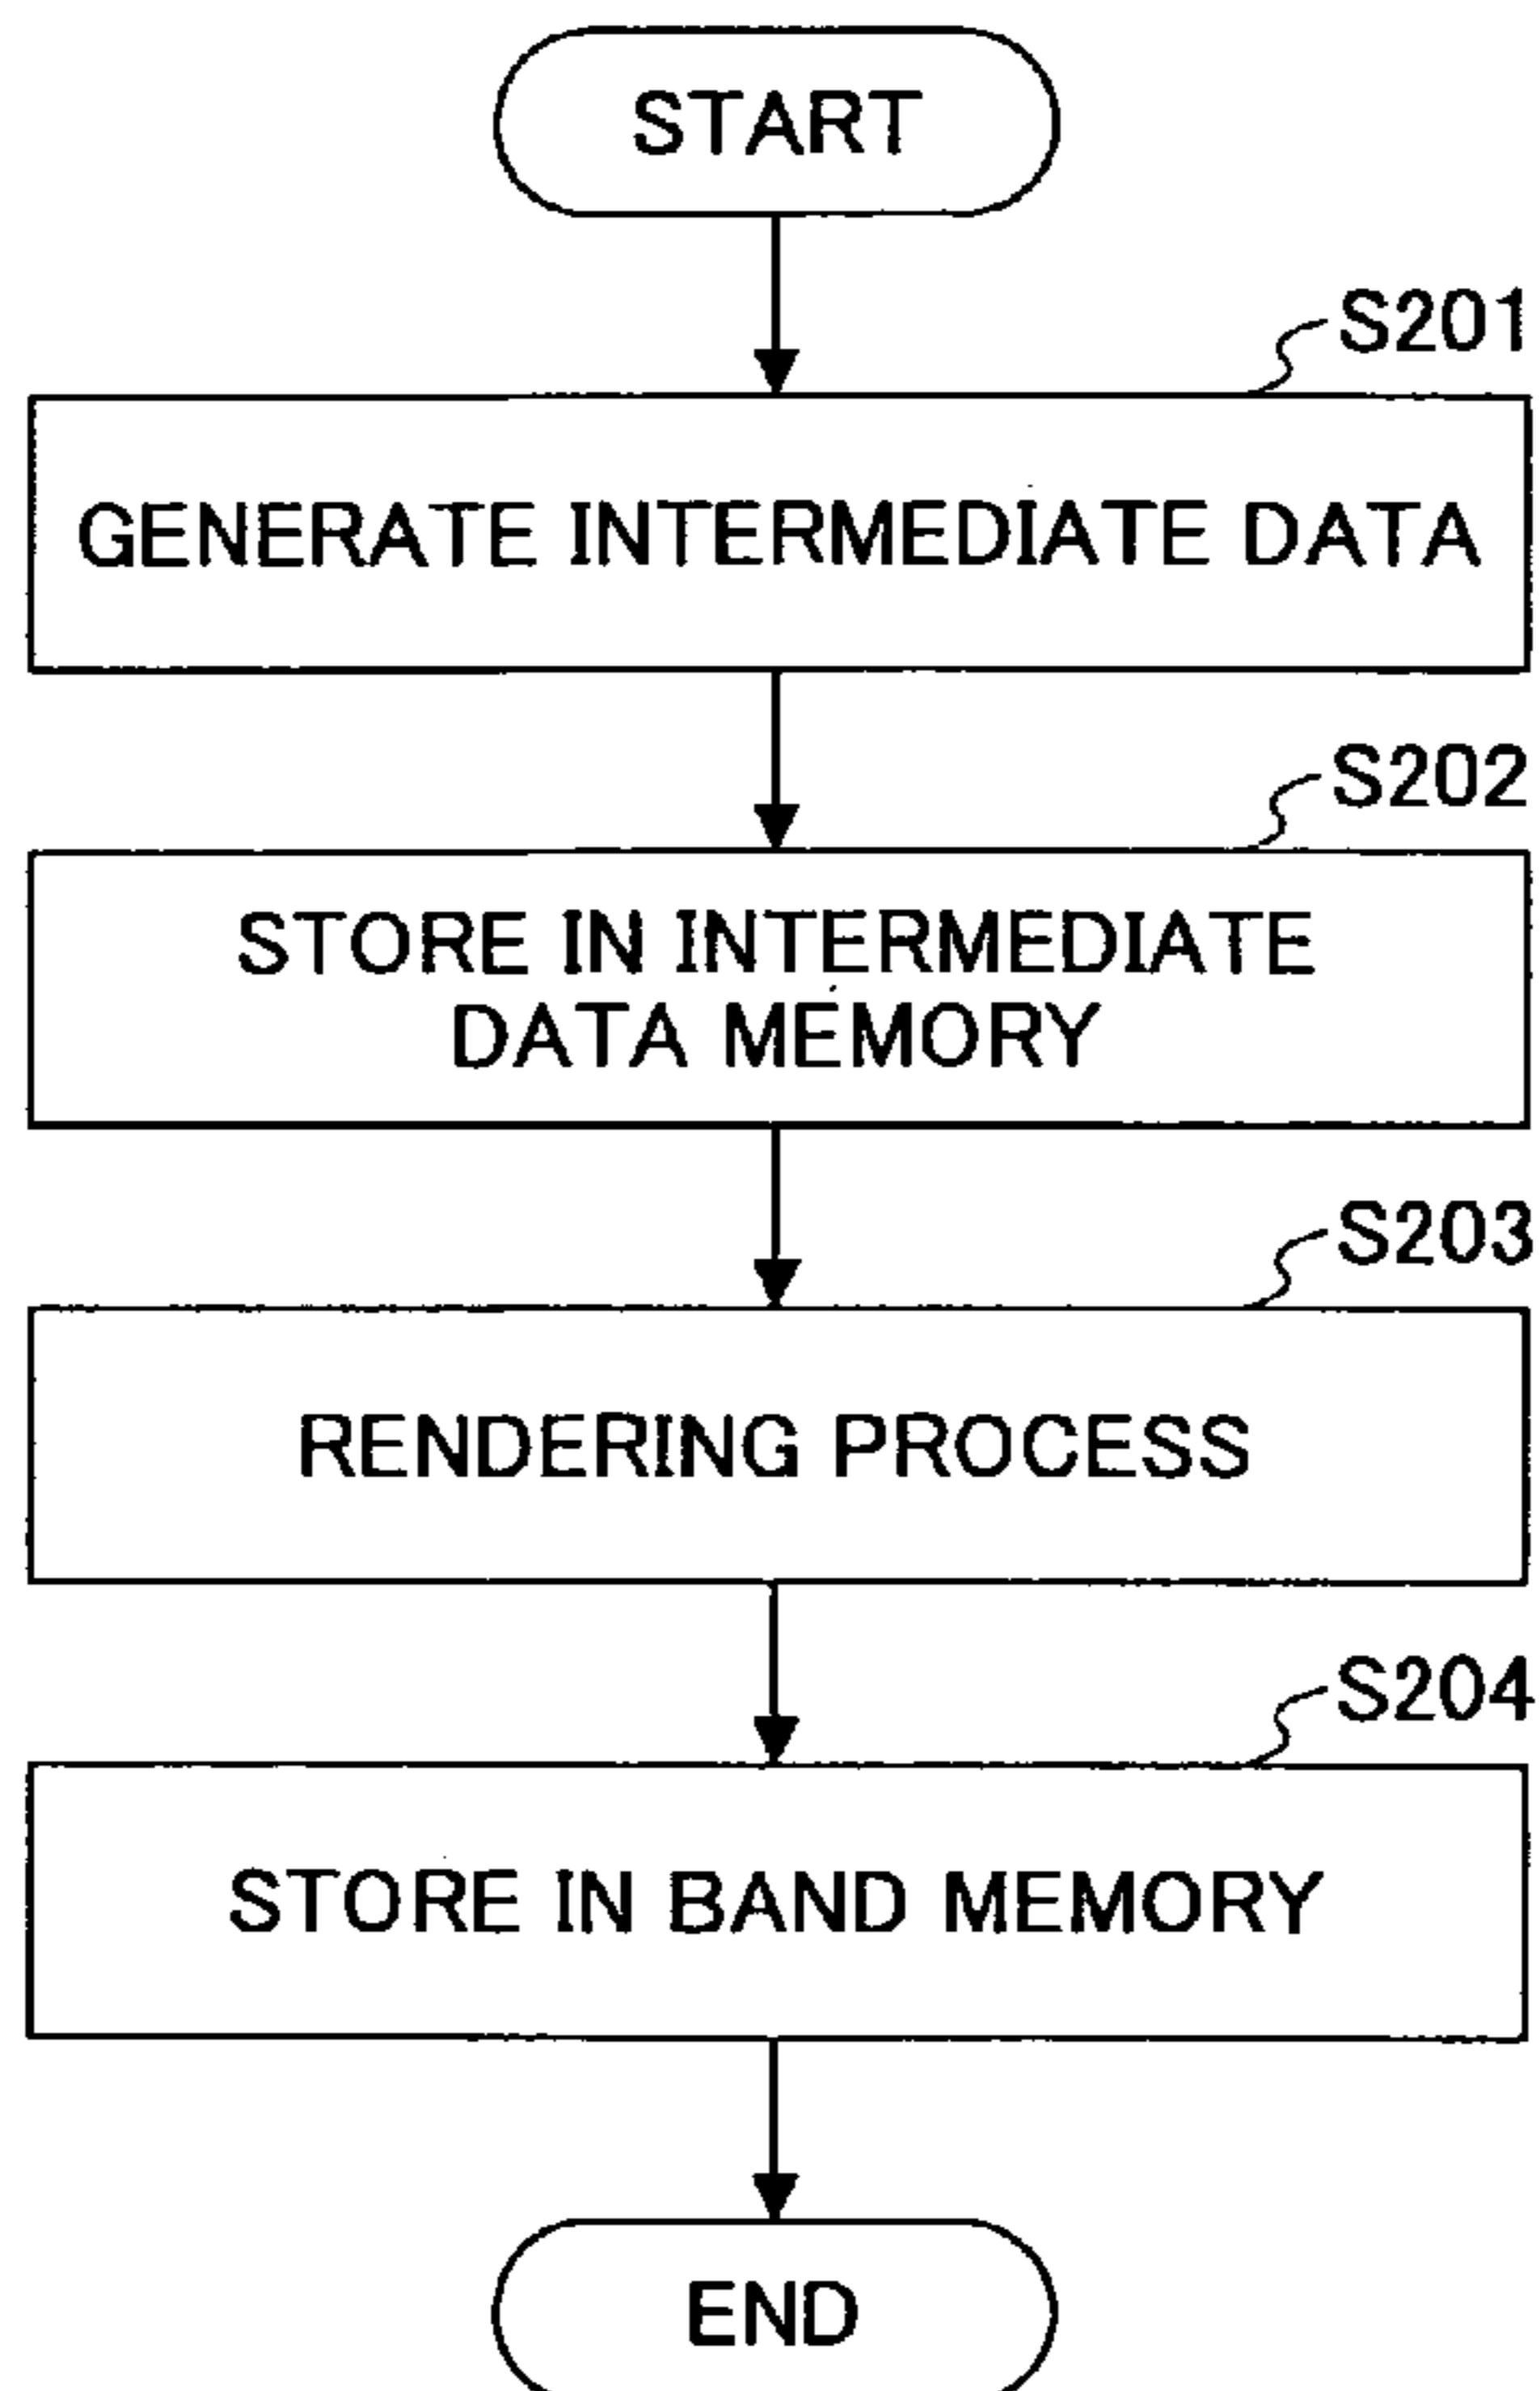 START
S201
GENERATE INTERMEDIATE DATA
S202
STORE IN INTERMEDIATE
DATA MEMORY
S203
RENDERING PROCESS
S204
STORE IN BAND MEMORY
END